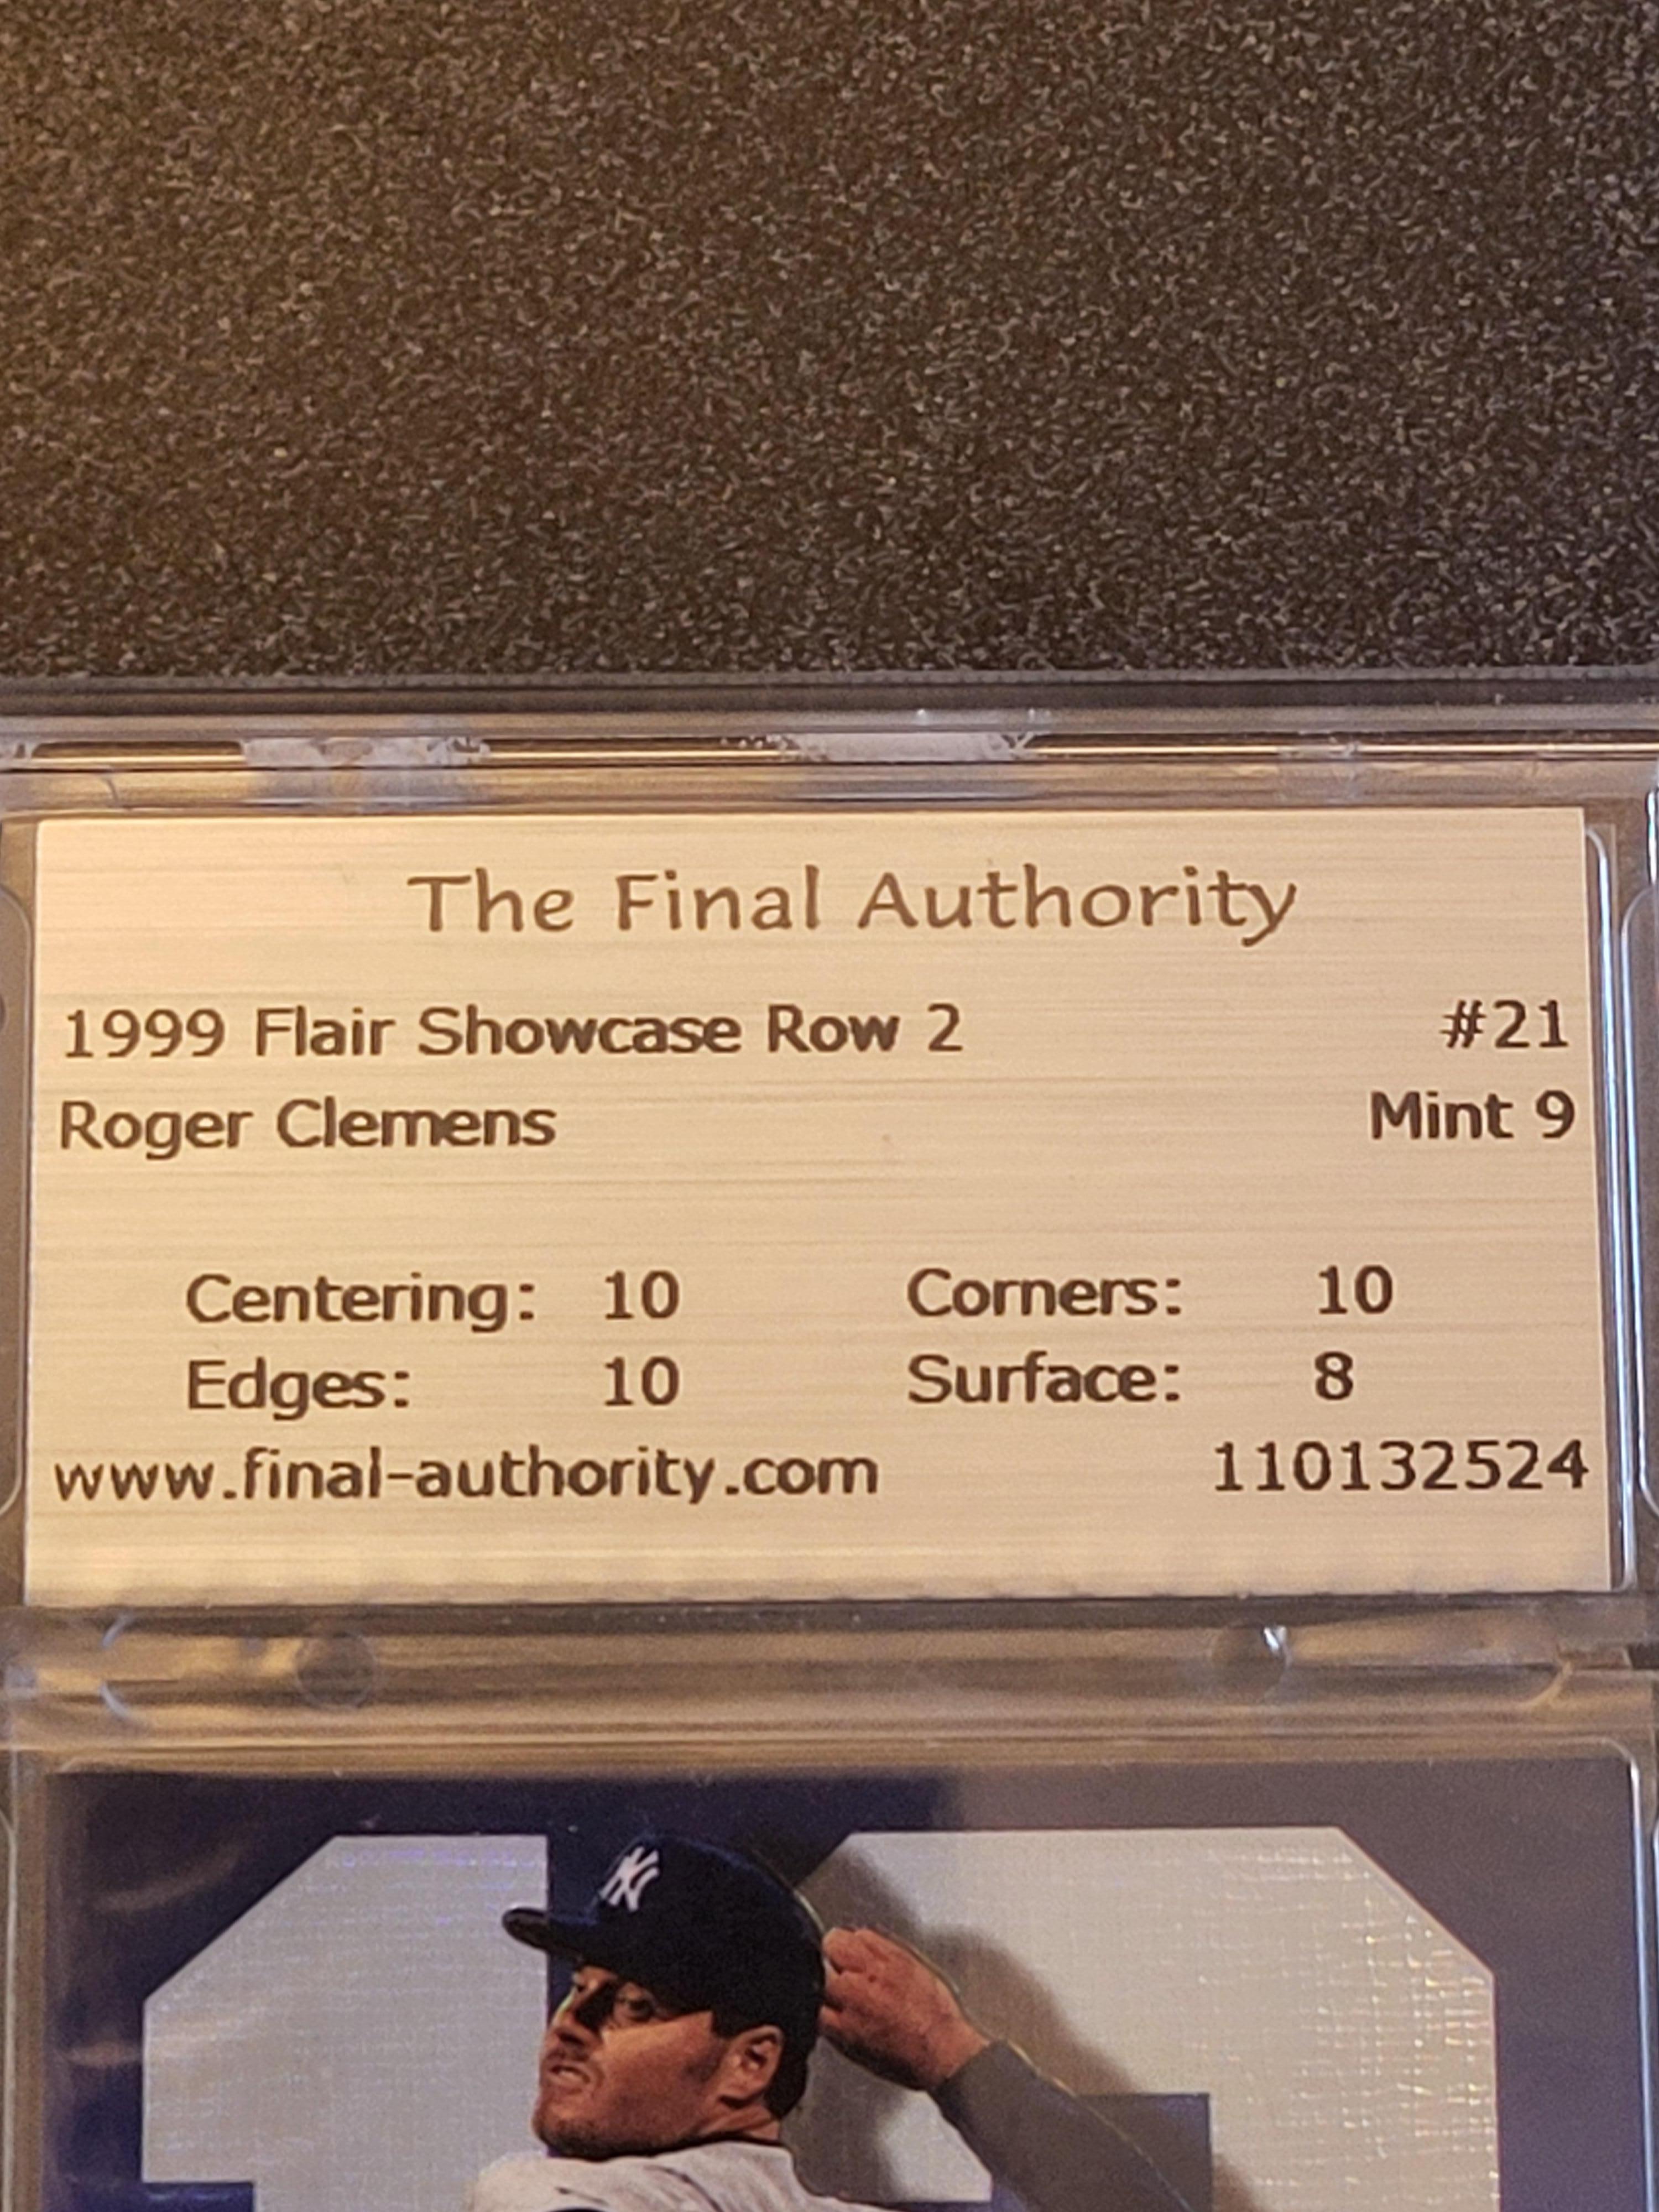 The Final Authority
1999 Flair Showcase Row 2 #21
Roger Clemens Mint 9
Centering: 10 Corners: 10
Edges: 10 Surface: 8
www.final-authority.com 110132524
NY